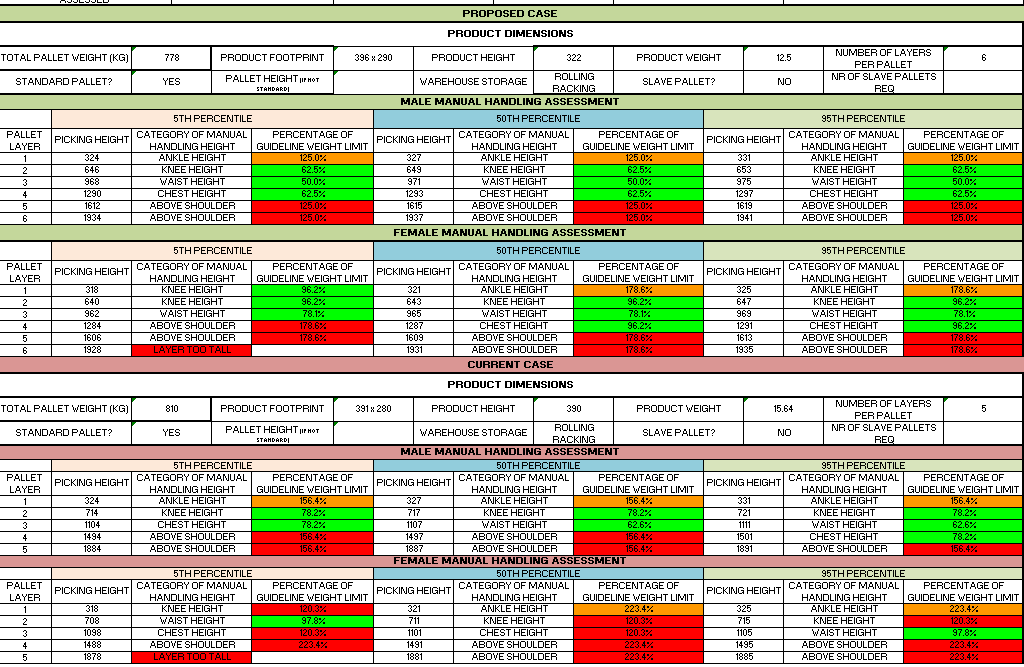 ASSESSED
PROPOSED CASE
PRODUCT DIMENSIONS
TOTAL PALLET WEIGHT (KG) 778 PRODUCT FOOTPRINT 396 x 290 PRODUCT HEIGHT 322 PRODUCT WEIGHT 12.5 NUMBER OF LAYERS PER PALLET 6
STANDARD PALLET? YES PALLET HEIGHT (IF NOT STANDARD) WAREHOUSE STORAGE ROLLING RACKING SLAVE PALLET? NO NR OF SLAVE PALLETS REQ
MALE MANUAL HANDLING ASSESSMENT
5TH PERCENTILE 50TH PERCENTILE 95TH PERCENTILE
PALLET LAYER PICKING HEIGHT CATEGORY OF MANUAL HANDLING HEIGHT PERCENTAGE OF GUIDELINE WEIGHT LIMIT PICKING HEIGHT CATEGORY OF MANUAL HANDLING HEIGHT PERCENTAGE OF GUIDELINE WEIGHT LIMIT PICKING HEIGHT CATEGORY OF MANUAL HANDLING HEIGHT PERCENTAGE OF GUIDELINE WEIGHT LIMIT
1 324 ANKLE HEIGHT 125.0% 327 ANKLE HEIGHT 125.0% 331 ANKLE HEIGHT 125.0%
2 646 KNEE HEIGHT 62.5% 649 KNEE HEIGHT 62.5% 653 KNEE HEIGHT 62.5%
3 968 WAIST HEIGHT 50.0% 971 WAIST HEIGHT 50.0% 975 WAIST HEIGHT 50.0%
4 1290 CHEST HEIGHT 62.5% 1293 CHEST HEIGHT 62.5% 1297 CHEST HEIGHT 62.5%
5 1612 ABOVE SHOULDER 125.0% 1615 ABOVE SHOULDER 125.0% 1619 ABOVE SHOULDER 125.0%
6 1934 ABOVE SHOULDER 125.0% 1937 ABOVE SHOULDER 125.0% 1941 ABOVE SHOULDER 125.0%
FEMALE MANUAL HANDLING ASSESSMENT
5TH PERCENTILE 50TH PERCENTILE 95TH PERCENTILE
PALLET LAYER PICKING HEIGHT CATEGORY OF MANUAL HANDLING HEIGHT PERCENTAGE OF GUIDELINE WEIGHT LIMIT PICKING HEIGHT CATEGORY OF MANUAL HANDLING HEIGHT PERCENTAGE OF GUIDELINE WEIGHT LIMIT PICKING HEIGHT CATEGORY OF MANUAL HANDLING HEIGHT PERCENTAGE OF GUIDELINE WEIGHT LIMIT
1 318 KNEE HEIGHT 96.2% 321 ANKLE HEIGHT 178.6% 325 ANKLE HEIGHT 178.6%
2 640 KNEE HEIGHT 96.2% 643 KNEE HEIGHT 96.2% 647 KNEE HEIGHT 96.2%
3 962 WAIST HEIGHT 78.1% 965 WAIST HEIGHT 78.1% 969 WAIST HEIGHT 78.1%
4 1284 ABOVE SHOULDER 178.6% 1287 CHEST HEIGHT 96.2% 1291 CHEST HEIGHT 96.2%
5 1606 ABOVE SHOULDER 178.6% 1609 ABOVE SHOULDER 178.6% 1613 ABOVE SHOULDER 178.6%
6 1928 LAYER TOO TALL 1931 ABOVE SHOULDER 178.6% 1935 ABOVE SHOULDER 178.6%
CURRENT CASE
PRODUCT DIMENSIONS
TOTAL PALLET WEIGHT (KG) 810 PRODUCT FOOTPRINT 391 x 280 PRODUCT HEIGHT 390 PRODUCT WEIGHT 15.64 NUMBER OF LAYERS PER PALLET 5
STANDARD PALLET? YES PALLET HEIGHT (IF NOT STANDARD) WAREHOUSE STORAGE ROLLING RACKING SLAVE PALLET? NO NR OF SLAVE PALLETS REQ
MALE MANUAL HANDLING ASSESSMENT
5TH PERCENTILE 50TH PERCENTILE 95TH PERCENTILE
PALLET LAYER PICKING HEIGHT CATEGORY OF MANUAL HANDLING HEIGHT PERCENTAGE OF GUIDELINE WEIGHT LIMIT PICKING HEIGHT CATEGORY OF MANUAL HANDLING HEIGHT PERCENTAGE OF GUIDELINE WEIGHT LIMIT PICKING HEIGHT CATEGORY OF MANUAL HANDLING HEIGHT PERCENTAGE OF GUIDELINE WEIGHT LIMIT
1 324 ANKLE HEIGHT 156.4% 327 ANKLE HEIGHT 156.4% 331 ANKLE HEIGHT 156.4%
2 714 KNEE HEIGHT 78.2% 717 KNEE HEIGHT 78.2% 721 KNEE HEIGHT 78.2%
3 1104 CHEST HEIGHT 78.2% 1107 WAIST HEIGHT 62.6% 1111 WAIST HEIGHT 62.6%
4 1494 ABOVE SHOULDER 156.4% 1497 ABOVE SHOULDER 156.4% 1501 CHEST HEIGHT 78.2%
5 1884 ABOVE SHOULDER 156.4% 1887 ABOVE SHOULDER 156.4% 1891 ABOVE SHOULDER 156.4%
FEMALE MANUAL HANDLING ASSESSMENT
5TH PERCENTILE 50TH PERCENTILE 95TH PERCENTILE
PALLET LAYER PICKING HEIGHT CATEGORY OF MANUAL HANDLING HEIGHT PERCENTAGE OF GUIDELINE WEIGHT LIMIT PICKING HEIGHT CATEGORY OF MANUAL HANDLING HEIGHT PERCENTAGE OF GUIDELINE WEIGHT LIMIT PICKING HEIGHT CATEGORY OF MANUAL HANDLING HEIGHT PERCENTAGE OF GUIDELINE WEIGHT LIMIT
1 318 KNEE HEIGHT 120.3% 321 ANKLE HEIGHT 223.4% 325 ANKLE HEIGHT 223.4%
2 708 WAIST HEIGHT 97.8% 711 KNEE HEIGHT 120.3% 715 KNEE HEIGHT 120.3%
3 1098 CHEST HEIGHT 120.3% 1101 CHEST HEIGHT 120.3% 1105 WAIST HEIGHT 97.8%
4 1488 ABOVE SHOULDER 223.4% 1491 ABOVE SHOULDER 223.4% 1495 ABOVE SHOULDER 223.4%
5 1878 LAYER TOO TALL 1881 ABOVE SHOULDER 223.4% 1885 ABOVE SHOULDER 223.4%